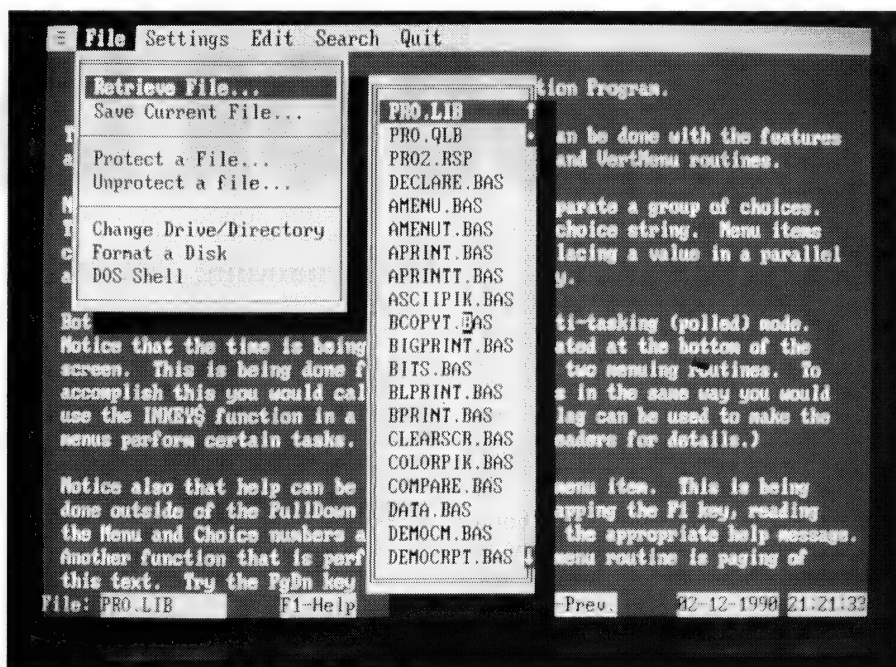 ≡ File Settings Edit Search Quit
Retrieve File...
Save Current File...
Protect a File...
Unprotect a file...
Change Drive/Directory
Format a Disk
DOS Shell
PRO.LIB
PRO.QLB
PRO2.RSP
DECLARE.BAS
AMENU.BAS
AMENUT.BAS
APRINT.BAS
APRINTT.BAS
ASCIIPIK.BAS
BCOPYT.BAS
BIGPRINT.BAS
BITS.BAS
BLPRINT.BAS
BPRINT.BAS
CLEARSCR.BAS
COLORPIK.BAS
COMPARE.BAS
DATA.BAS
DEMOCM.BAS
DEMOCRPT.BAS
tion Program.
T an be done with the features
a and VertMenu routines.
N parate a group of choices.
T choice string. Menu items
c lacing a value in a parallel
a y.
Bot ti-tasking (polled) mode.
Notice that the time is being ated at the bottom of the
screen. This is being done f two menuing routines. To
accomplish this you would cal s in the same way you would
use the INKEY$ function in a lag can be used to make the
menus perform certain tasks. eaders for details.)
Notice also that help can be menu item. This is being
done outside of the PullDown apping the F1 key, reading
the Menu and Choice numbers a the appropriate help message.
Another function that is perf menu routine is paging of
this text. Try the PgDn key
File: PRO.LIB F1-Help -Prev. 02-12-1990 21:21:33